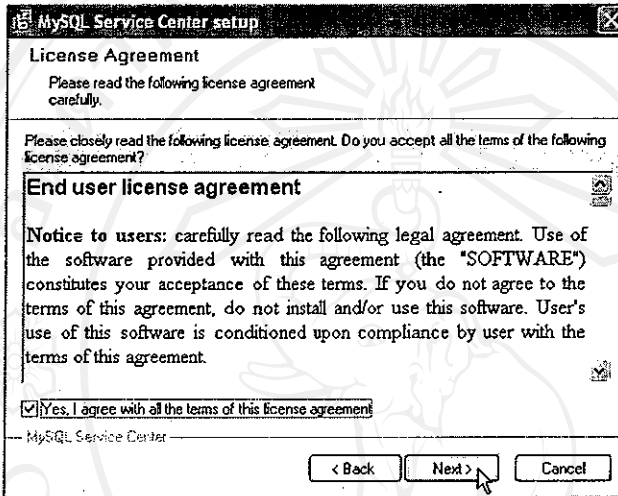 MySQL Service Center setup
License Agreement
Please read the following license agreement
carefully.
Please closely read the following license agreement. Do you accept all the terms of the following
license agreement?
End user license agreement
Notice to users: carefully read the following legal agreement. Use of
the software provided with this agreement (the "SOFTWARE")
constitutes your acceptance of these terms. If you do not agree to the
terms of this agreement, do not install and/or use this software. User's
use of this software is conditioned upon compliance by user with the
terms of this agreement.
Yes, I agree with all the terms of this license agreement
MySQL Service Center
< Back Next > Cancel